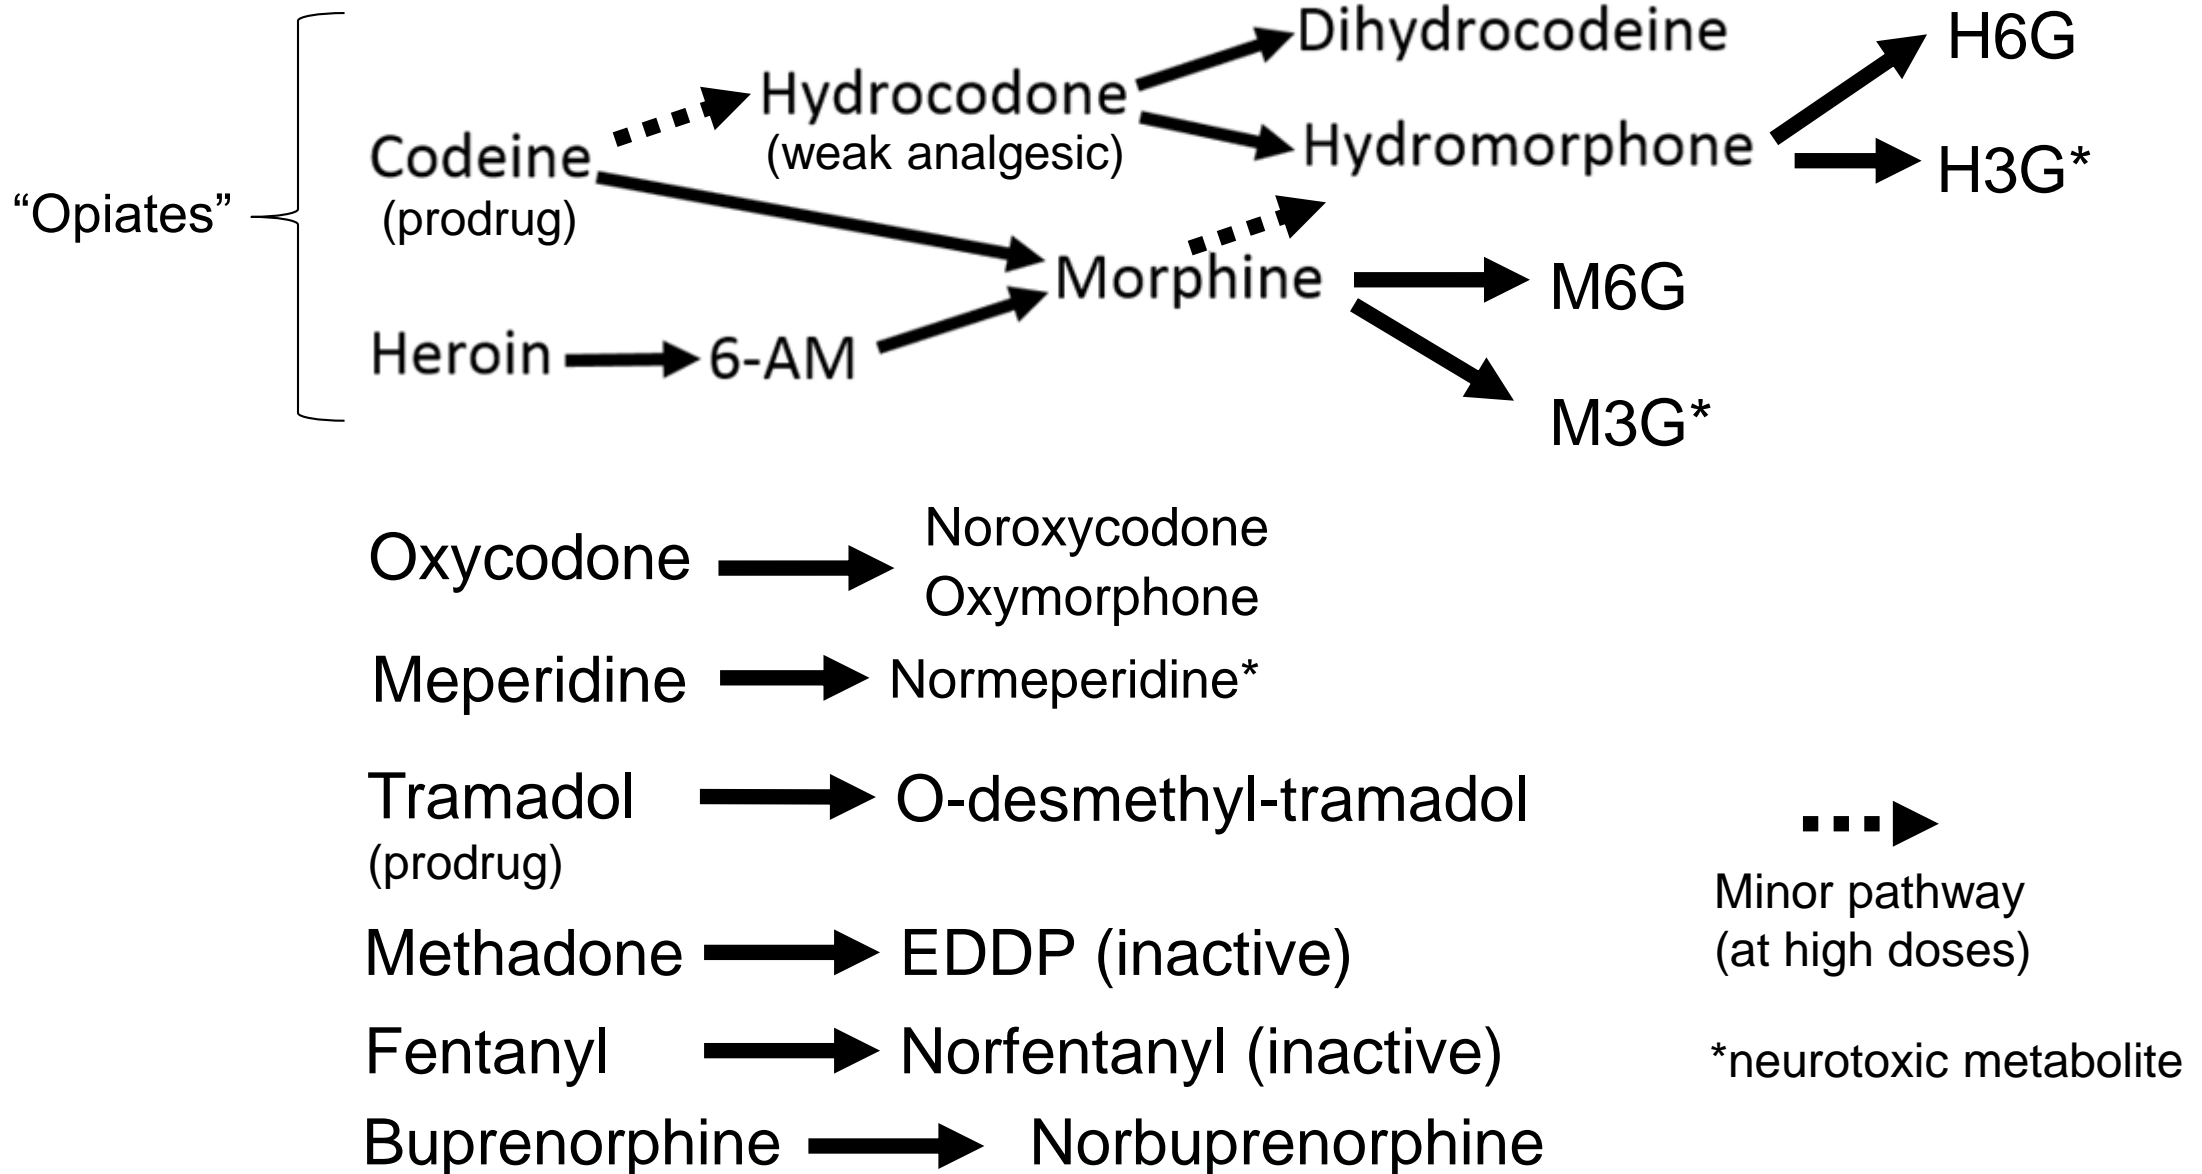 Dihydrocodeine
H6G
Hydrocodone
(weak analgesic)
Hydromorphone
H3G*
Codeine
(prodrug)
“Opiates”
Morphine
M6G
Heroin
6-AM
M3G*
Oxycodone
Noroxycodone
Oxymorphone
Meperidine
Normeperidine*
Tramadol
(prodrug)
O-desmethyl-tramadol
Methadone
EDDP (inactive)
Fentanyl
Norfentanyl (inactive)
Buprenorphine
Norbuprenorphine
Minor pathway
(at high doses)
*neurotoxic metabolite